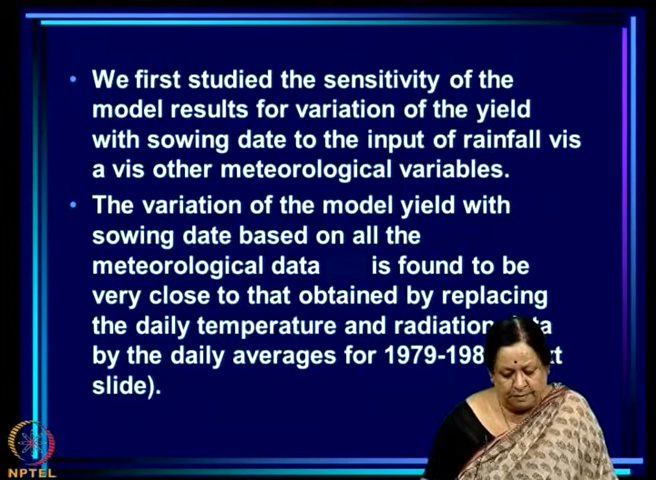 We first studied the sensitivity of the
model results for variation of the yield
with sowing date to the input of rainfall vis
a vis other meteorological variables.
The variation of the model yield with
sowing date based on all the
meteorological data is found to be
very close to that obtained by replacing
the daily temperature and radiation
by the daily averages for
slide).
NPTEL